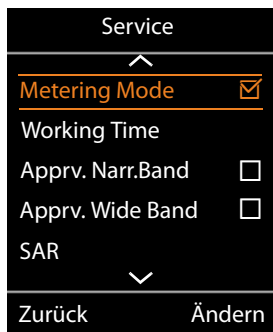 Service
Metering Mode
Working Time
Apprv. Narr.Band
Apprv. Wide Band
SAR
Zurück Ändern